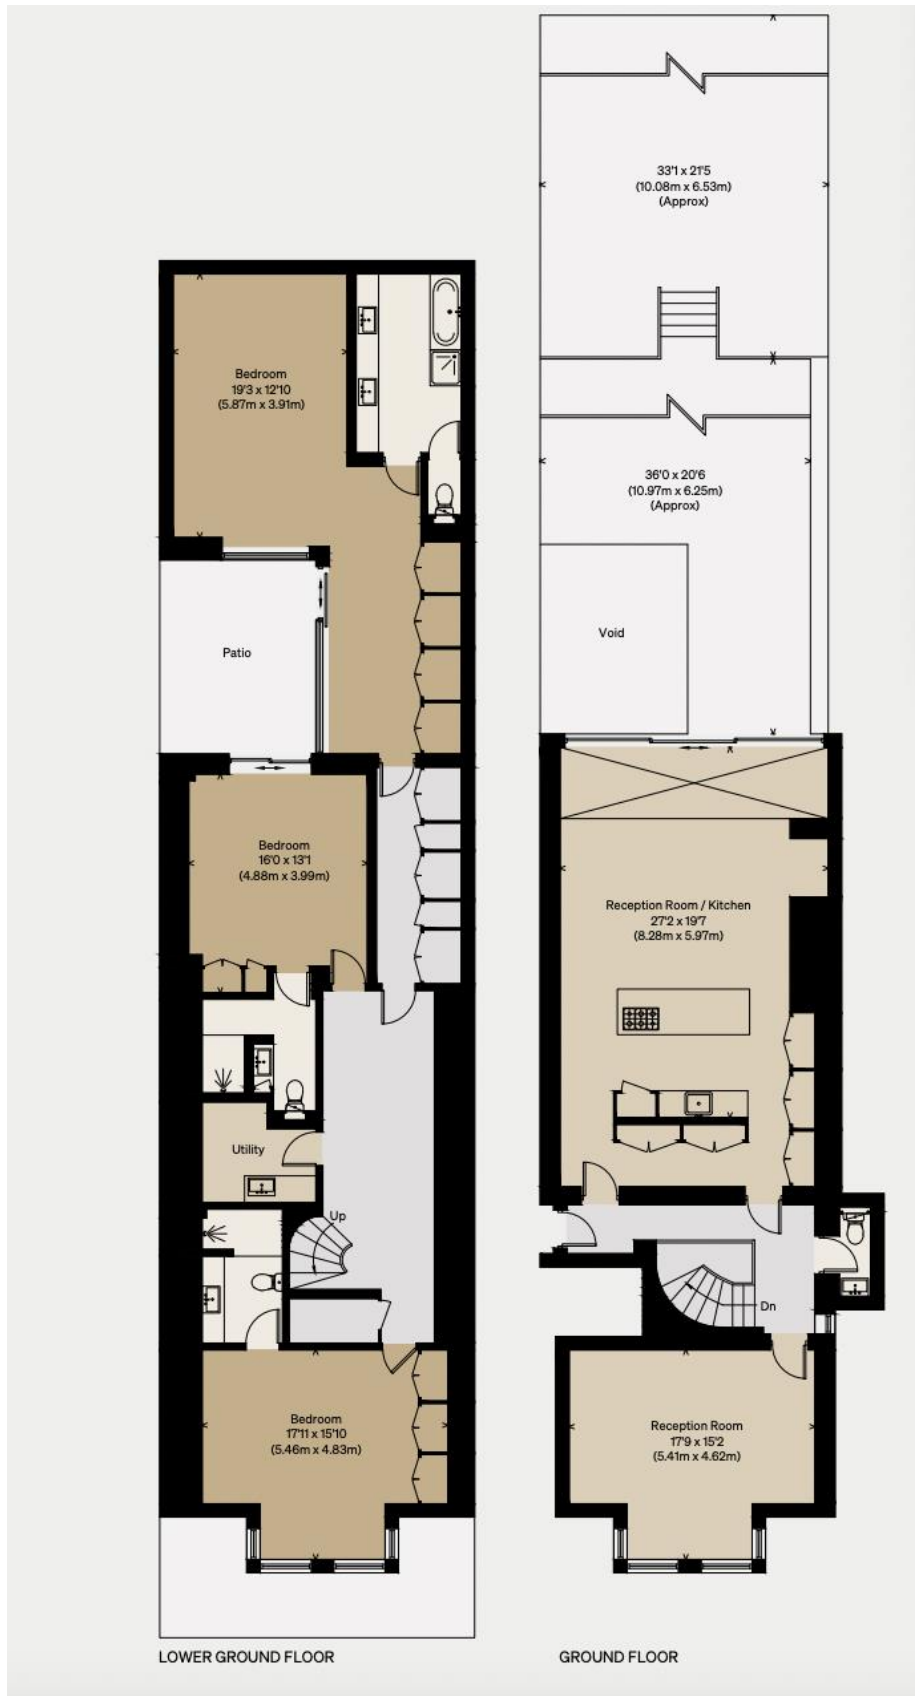 33'1 x 21'5
(10.08m x 6.53m)
(Approx)
Bedroom
19'3 x 12'10
(5.87m x 3.91m)
36'0 x 20'6
(10.97m x 6.25m)
(Approx)
Void
Patio
Bedroom
16'0 x 13'1
(4.88m x 3.99m)
Reception Room / Kitchen
27'2 x 19'7
(8.28m x 5.97m)
Utility
Up
Dn
Bedroom
17'11 x 15'10
(5.46m x 4.83m)
Reception Room
17'9 x 15'2
(5.41m x 4.62m)
LOWER GROUND FLOOR
GROUND FLOOR